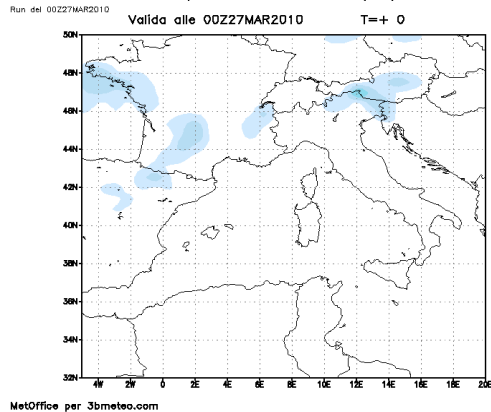 Run del 00Z27MAR2010
Valida alle 00Z27MAR2010 T=+ 0
50N
48N
46N
44N
42N
40N
38N
36N
34N
32N
4W 2W 0 2E 4E 6E 8E 10E 12E 14E 16E 18E 20E
MetOffice per 3bmeteo.com